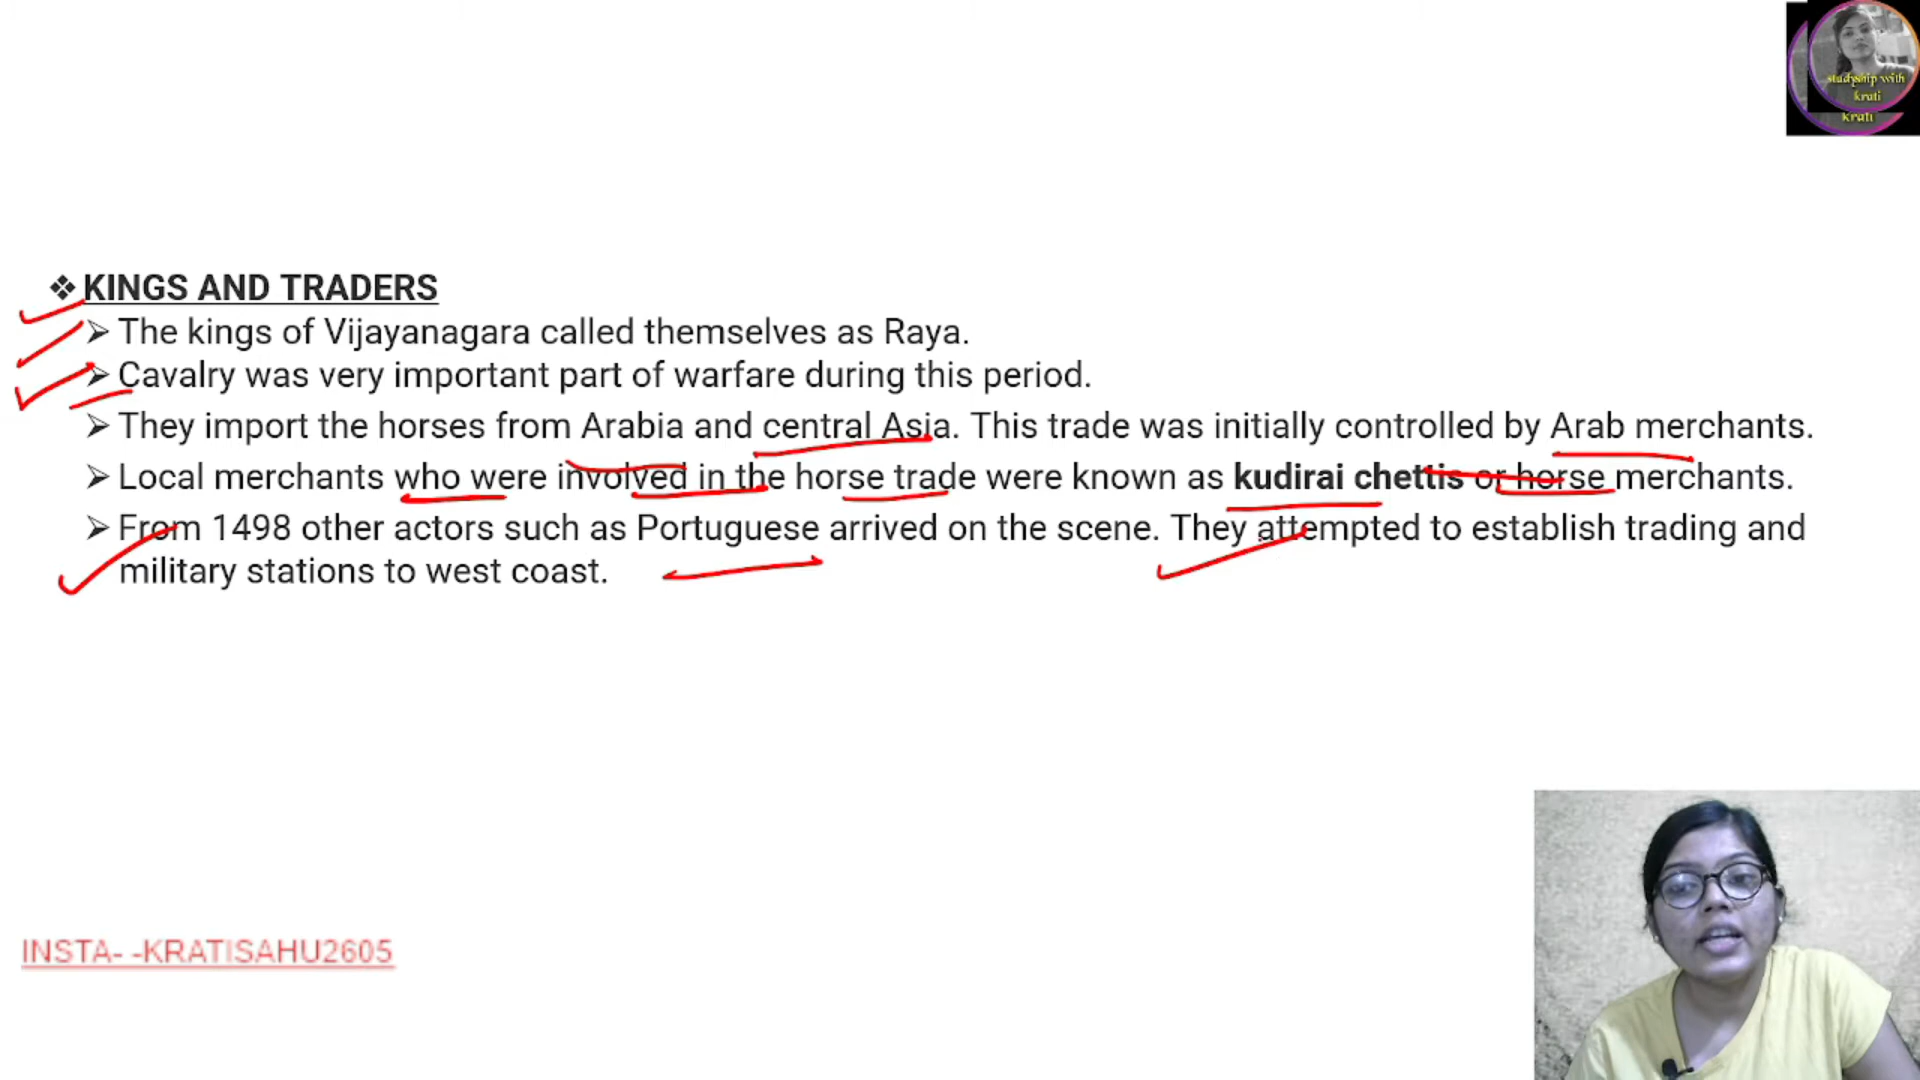 studyship with
krati
krati
❖ KINGS AND TRADERS
➢ The kings of Vijayanagara called themselves as Raya.
➢ Cavalry was very important part of warfare during this period.
➢ They import the horses from Arabia and central Asia. This trade was initially controlled by Arab merchants.
➢ Local merchants who were involved in the horse trade were known as kudirai chettis or horse merchants.
➢ From 1498 other actors such as Portuguese arrived on the scene. They attempted to establish trading and
military stations to west coast.
INSTA- -KRATISAHU2605